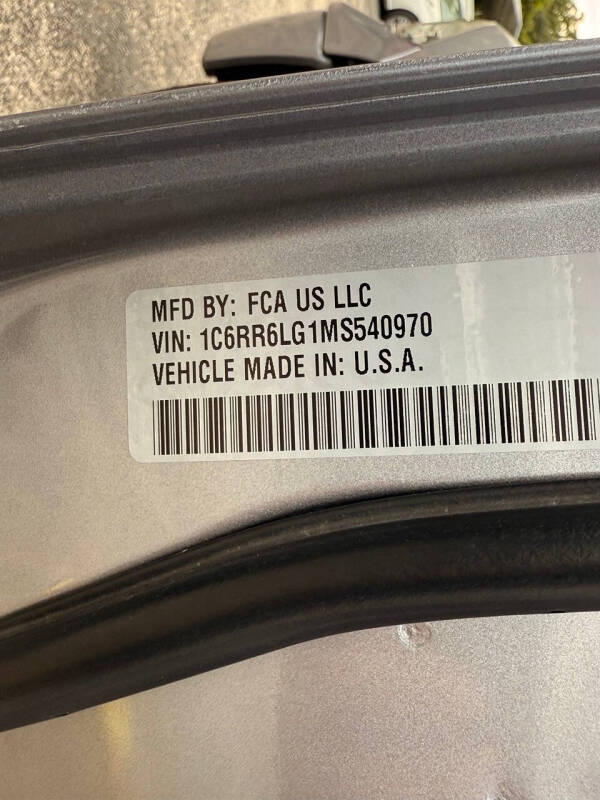 MFD BY: FCA US LLC
VIN: 1C6RR6LG1MS540970
VEHICLE MADE IN: U.S.A.